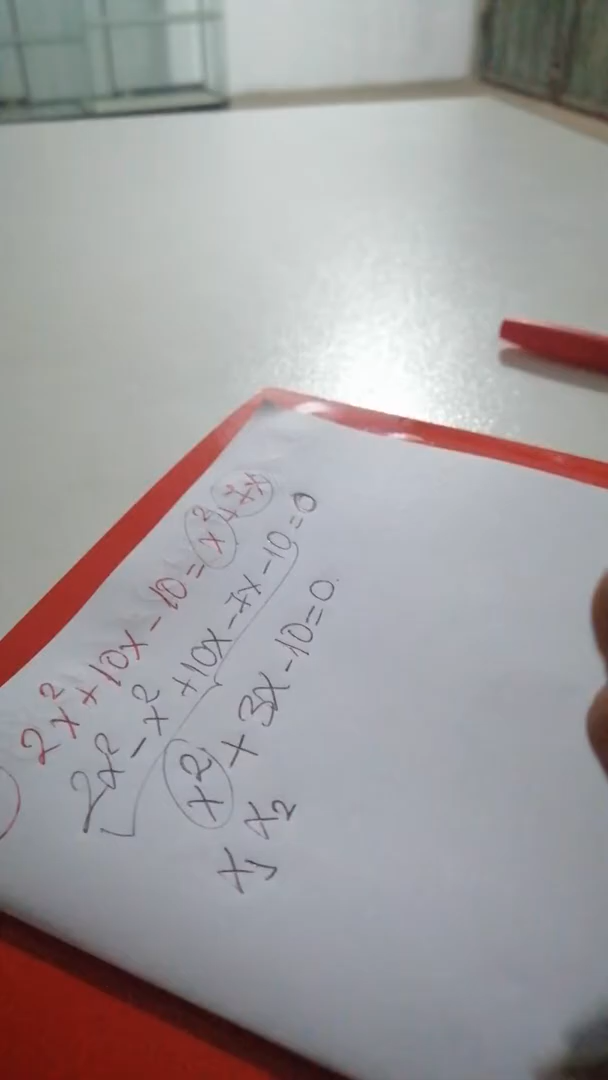 2x² + 10x - 10 = x² + 7x
2x² - x² + 10x - 7x - 10 = 0
x2 + 3x - 10 = 0.
x₁ x₂